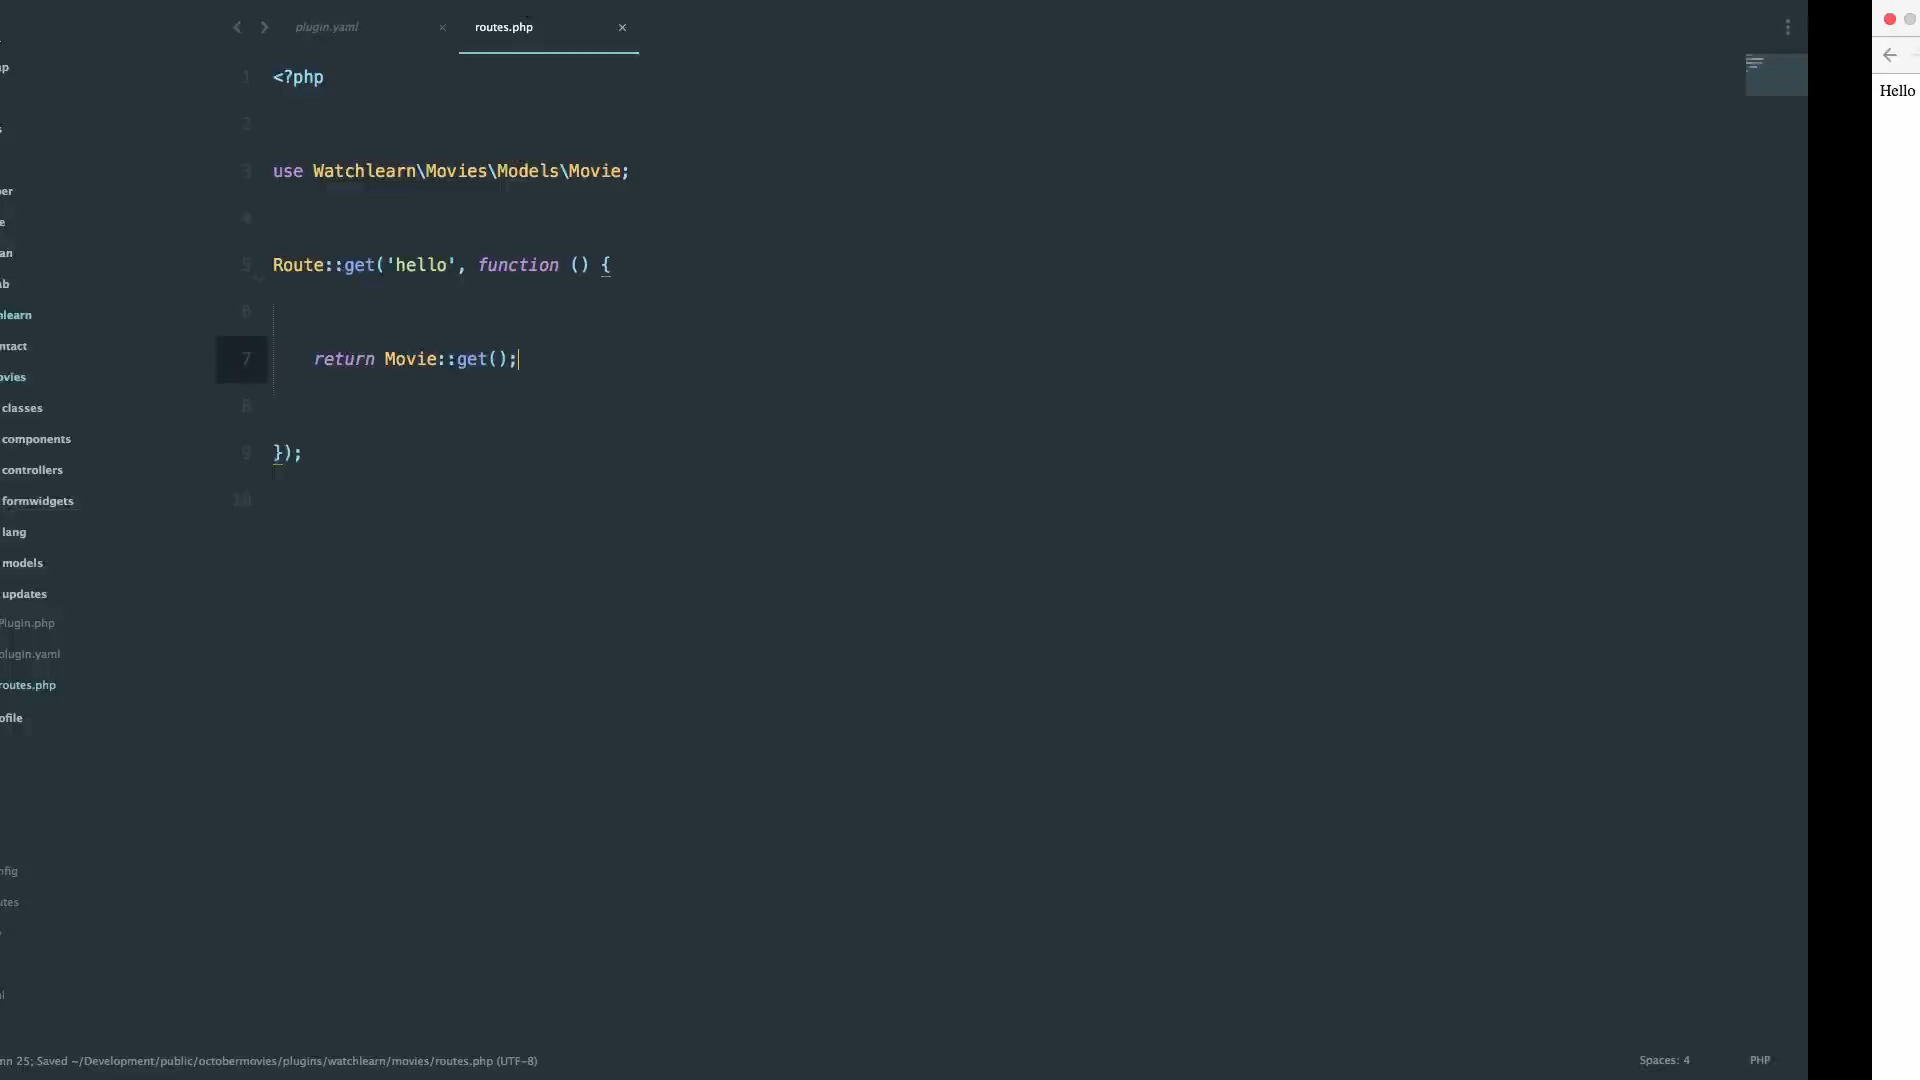 plugin.yaml × routes.php ×
1 <?php
2
3 use Watchlearn\Movies\Models\Movie;
4
5 Route::get('hello', function () {
6
7 return Movie::get();
8
9 });
10
classes
components
controllers
formwidgets
lang
models
updates
Plugin.php
plugin.yaml
routes.php
Hello
25; Saved ~/Development/public/octobermovies/plugins/watchlearn/movies/routes.php (UTF-8)
Spaces: 4 PHP